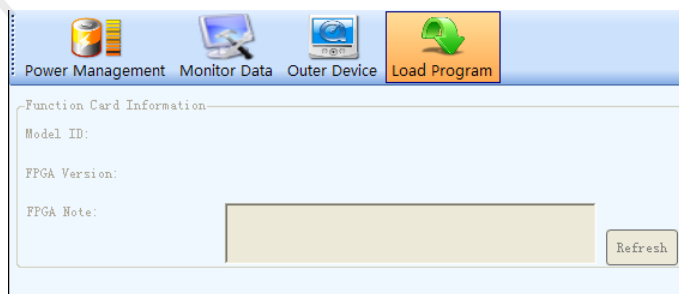 Power Management Monitor Data Outer Device Load Program
Function Card Information
Model ID:
FPGA Version:
FPGA Note:
Refresh